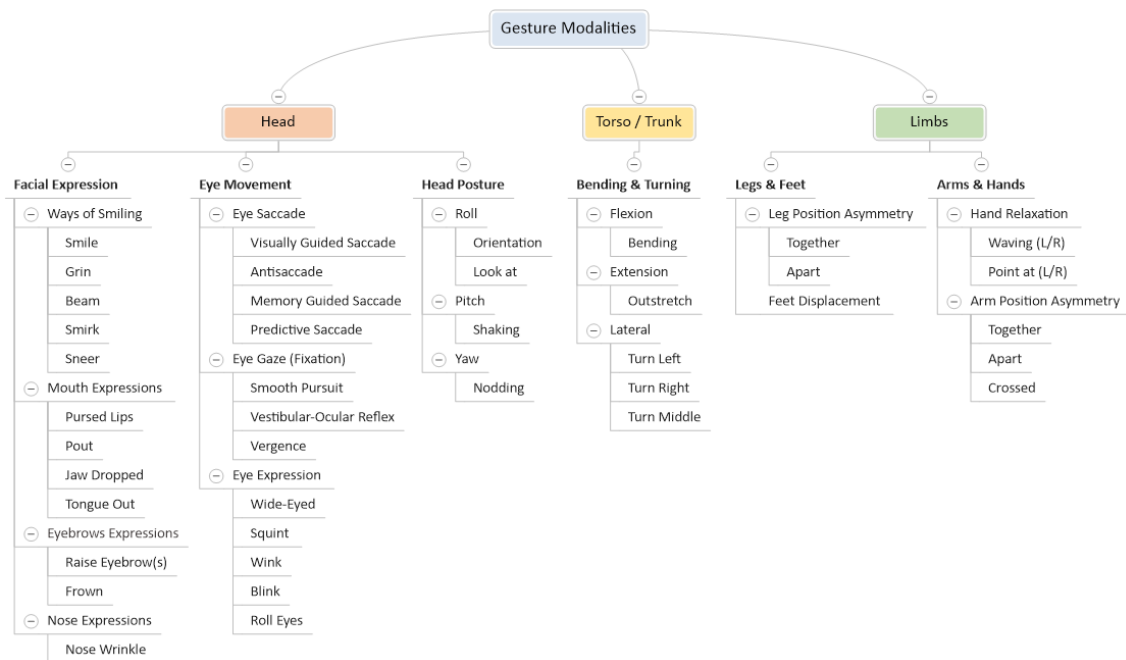 Gesture Modalities
Head
Torso / Trunk
Limbs
Facial Expression
Ways of Smiling
Smile
Grin
Beam
Smirk
Sneer
Mouth Expressions
Pursed Lips
Pout
Jaw Dropped
Tongue Out
Eyebrows Expressions
Raise Eyebrow(s)
Frown
Nose Expressions
Nose Wrinkle
Eye Movement
Eye Saccade
Visually Guided Saccade
Antisaccade
Memory Guided Saccade
Predictive Saccade
Eye Gaze (Fixation)
Smooth Pursuit
Vestibular-Ocular Reflex
Vergence
Eye Expression
Wide-Eyed
Squint
Wink
Blink
Roll Eyes
Head Posture
Roll
Orientation
Look at
Pitch
Shaking
Yaw
Nodding
Bending & Turning
Flexion
Bending
Extension
Outstretch
Lateral
Turn Left
Turn Right
Turn Middle
Legs & Feet
Leg Position Asymmetry
Together
Apart
Feet Displacement
Arms & Hands
Hand Relaxation
Waving (L/R)
Point at (L/R)
Arm Position Asymmetry
Together
Apart
Crossed